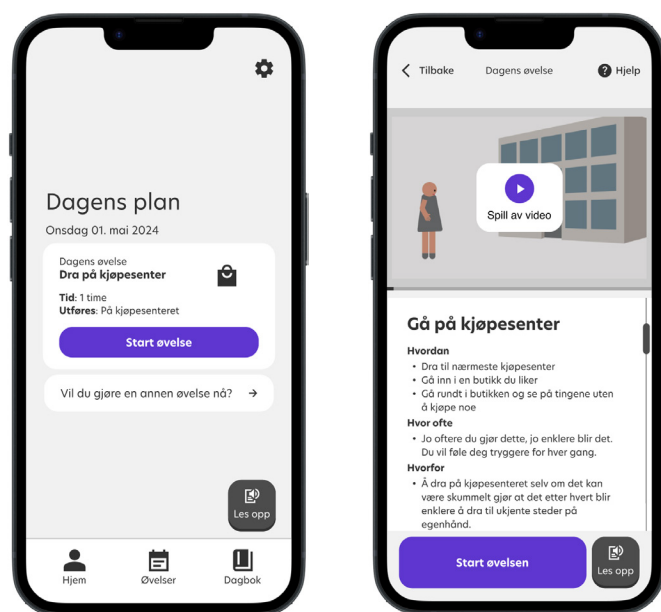 Dagens plan
Onsdag 01. mai 2024
Dagens øvelse
Dra på kjøpesenter
Tid: 1 time
Utføres: På kjøpesenteret
Start øvelse
Vil du gjøre en annen øvelse nå?
Les opp
Hjem
Øvelser
Dagbok
Tilbake
Dagens øvelse
Hjelp
Spill av video
Gå på kjøpesenter
Hvordan
• Dra til nærmeste kjøpesenter
• Gå inn i en butikk du liker
• Gå rundt i butikken og se på tingene uten
å kjøpe noe
Hvor ofte
• Jo oftere du gjør dette, jo enklere blir det.
Du vil føle deg tryggere for hver gang.
Hvorfor
• Å dra på kjøpesenteret selv om det kan
være skummelt gjør at det etter hvert blir
enklere å dra til ukjente steder på
egenhånd.
Start øvelsen
Les opp